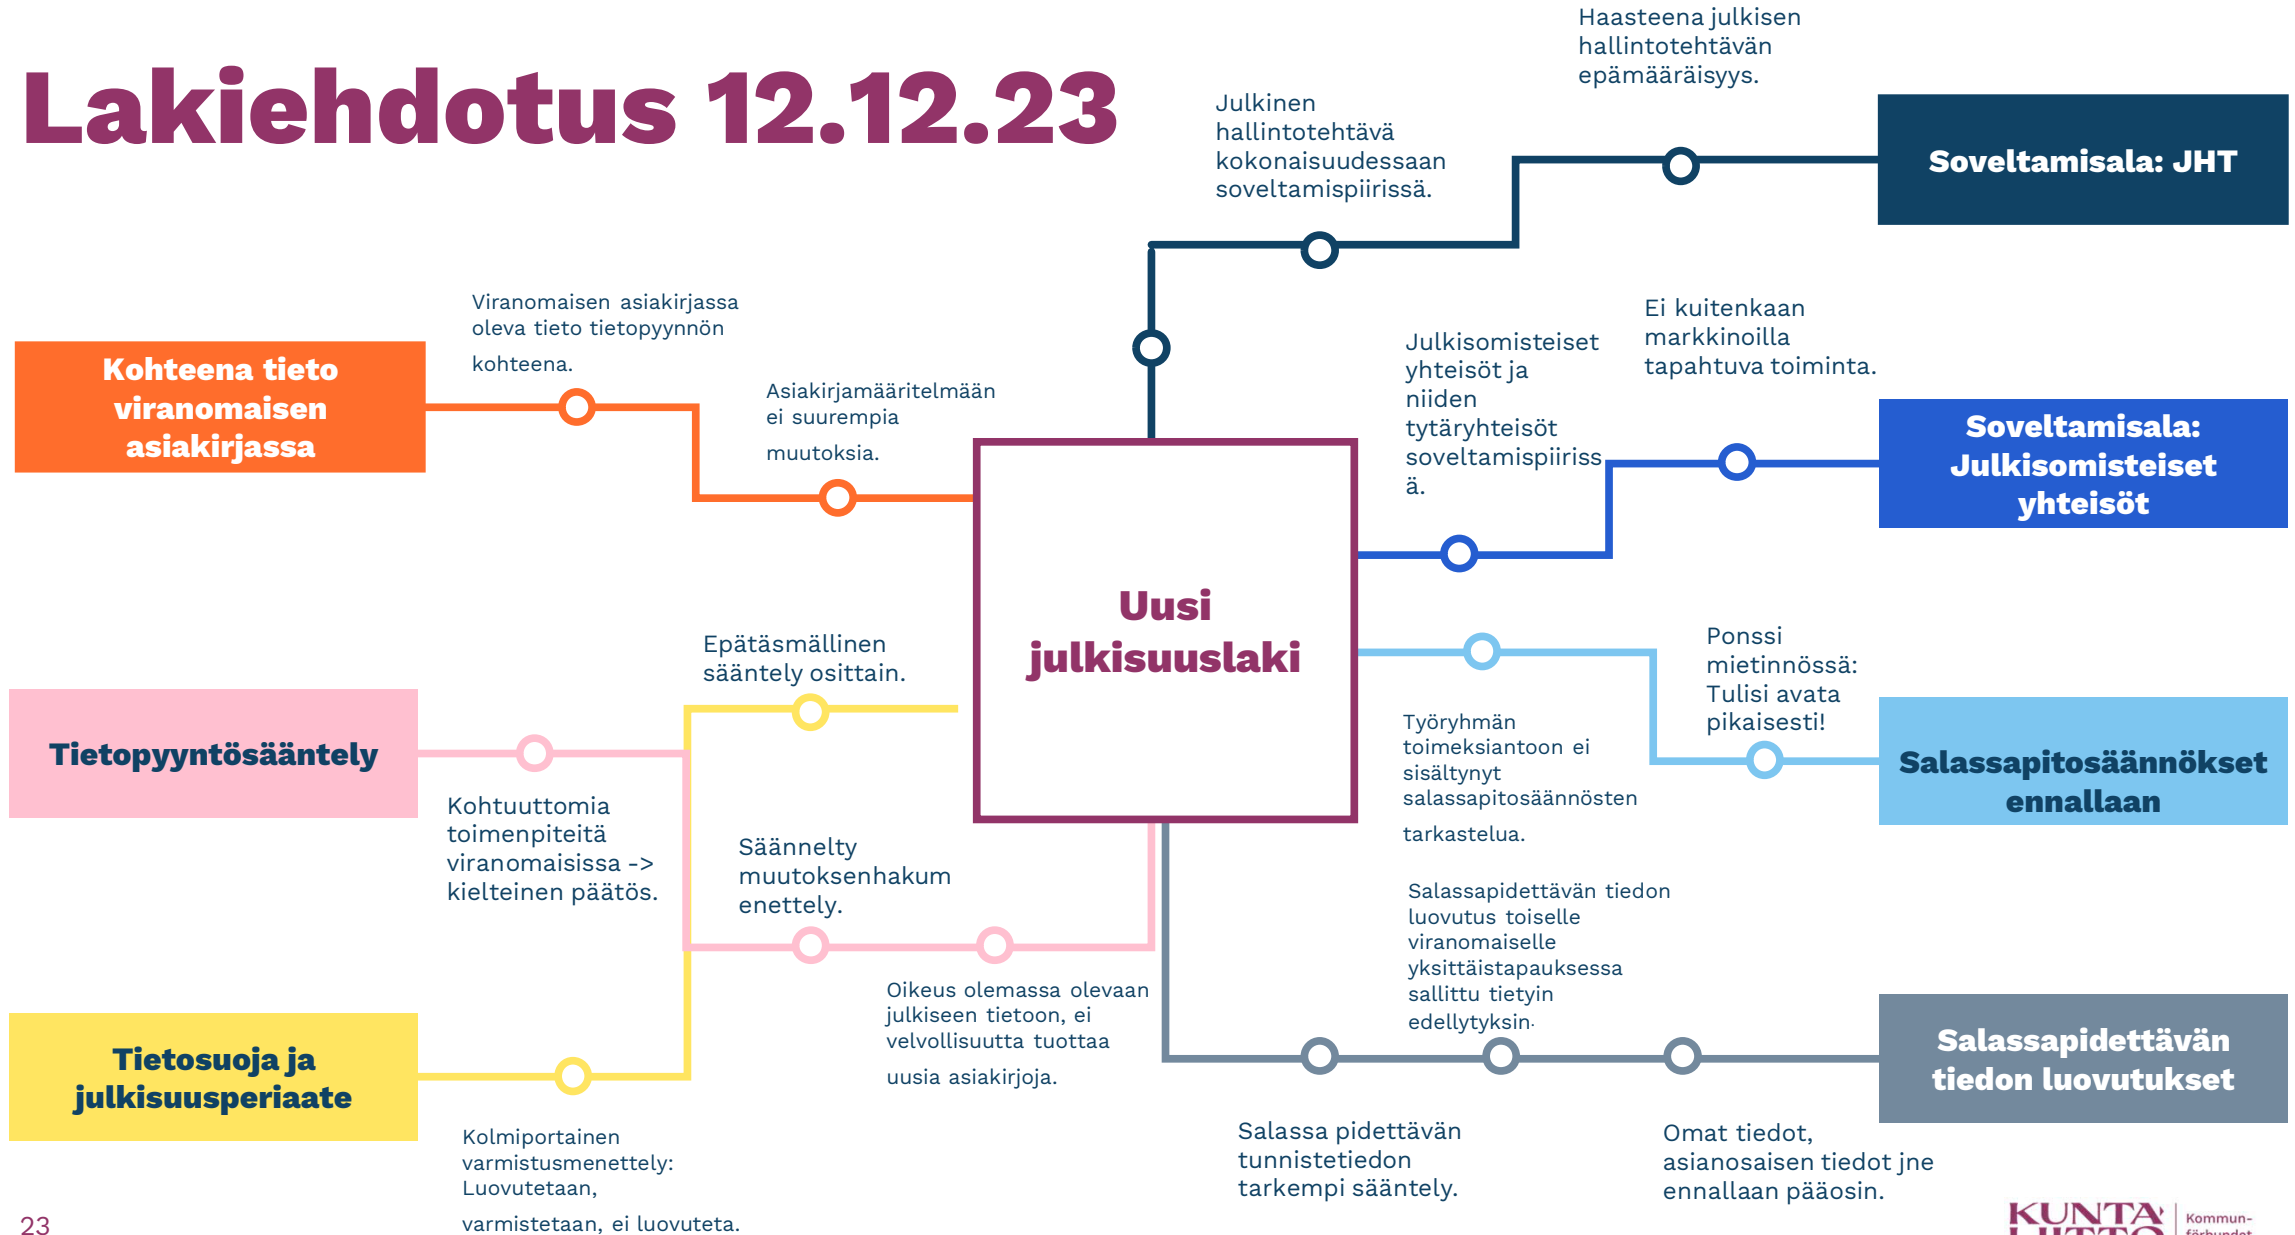 Lakiehdotus 12.12.23
Haasteena julkisen
hallintotehtävän
epämääräisyys.
Julkinen
hallintotehtävä
kokonaisuudessaan
soveltamispiirissä.
Soveltamisala: JHT
Viranomaisen asiakirjassa
oleva tieto tietopyynnön
kohteena.
Kohteena tieto
viranomaisen
asiakirjassa
Asiakirjamääritelmään
ei suurempia
muutoksia.
Julkisomisteiset
yhteisöt ja
niiden
tytäryhteisöt
soveltamispiiriss
ä.
Ei kuitenkaan
markkinoilla
tapahtuva toiminta.
Soveltamisala:
Julkisomisteiset
yhteisöt
Uusi
julkisuuslaki
Epätäsmällinen
sääntely osittain.
Tietopyyntösääntely
Kohtuuttomia
toimenpiteitä
viranomaisissa ->
kielteinen päätös.
Säännelty
muutoksenhakum
enettely.
Työryhmän
toimeksiantoon ei
sisältynyt
salassapitosäännösten
tarkastelua.
Ponssi
mietinnössä:
Tulisi avata
pikaisesti!
Salassapitosäännökset
ennallaan
Oikeus olemassa olevaan
julkiseen tietoon, ei
velvollisuutta tuottaa
uusia asiakirjoja.
Salassapidettävän tiedon
luovutus toiselle
viranomaiselle
yksittäistapauksessa
sallittu tietyin
edellytyksin.
Tietosuoja ja
julkisuusperiaate
Kolmiportainen
varmistusmenettely:
Luovutetaan,
varmistetaan, ei luovuteta.
Salassa pidettävän
tunnistetiedon
tarkempi sääntely.
Omat tiedot,
asianosaisen tiedot jne
ennallaan pääosin.
Salassapidettävän
tiedon luovutukset
23
KUNTA
LIITTO
Kommun-
förbundet